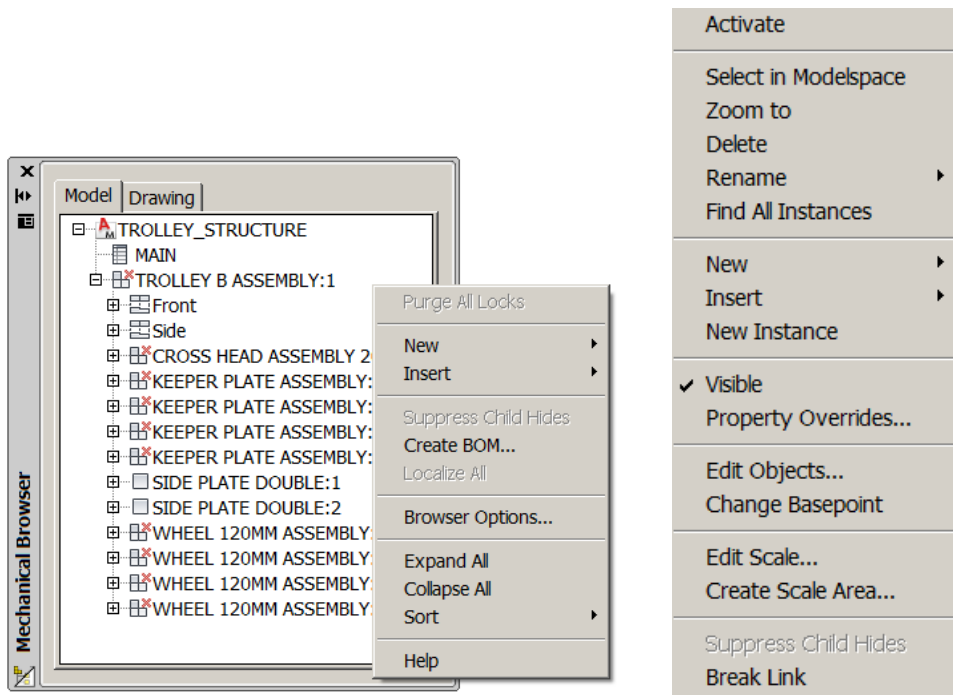 Mechanical Browser
Model
Drawing
TROLLEY_STRUCTURE
MAIN
TROLLEY B ASSEMBLY:1
Front
Side
CROSS HEAD ASSEMBLY 2
KEEPER PLATE ASSEMBLY:
KEEPER PLATE ASSEMBLY:
KEEPER PLATE ASSEMBLY:
KEEPER PLATE ASSEMBLY:
SIDE PLATE DOUBLE:1
SIDE PLATE DOUBLE:2
WHEEL 120MM ASSEMBLY
WHEEL 120MM ASSEMBLY
WHEEL 120MM ASSEMBLY
WHEEL 120MM ASSEMBLY
Purge All Locks
New
Insert
Suppress Child Hides
Create BOM...
Localize All
Browser Options...
Expand All
Collapse All
Sort
Help
Activate
Select in Modelspace
Zoom to
Delete
Rename
Find All Instances
New
Insert
New Instance
Visible
Property Overrides...
Edit Objects...
Change Basepoint
Edit Scale...
Create Scale Area...
Suppress Child Hides
Break Link